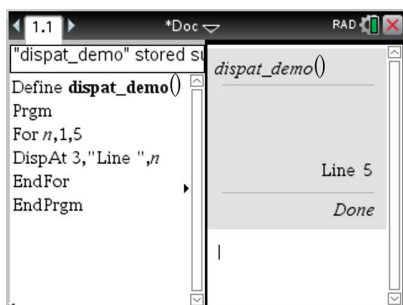 1.1 *Doc RAD
"dispat_demo" stored su
Define dispat_demo()
Prgm
For n,1,5
DispAt 3,"Line ",n
EndFor
EndPrgm
dispat_demo()
Line 5
Done